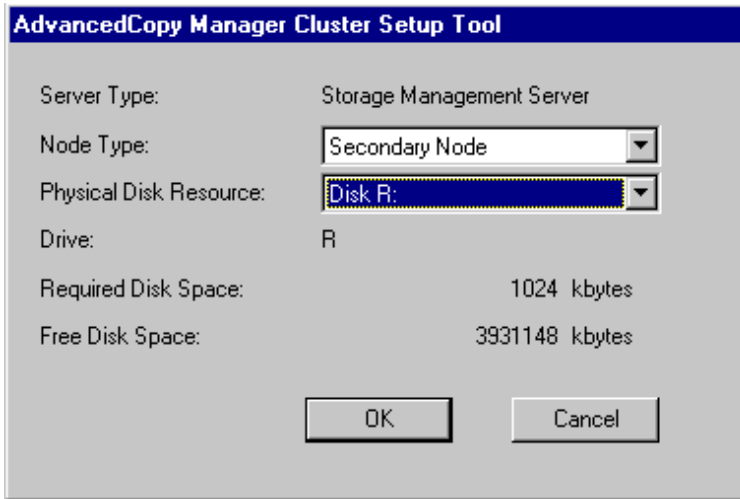 AdvancedCopy Manager Cluster Setup Tool
Server Type: Storage Management Server
Node Type: Secondary Node
Physical Disk Resource: Disk R:
Drive: R
Required Disk Space: 1024 kbytes
Free Disk Space: 3931148 kbytes
OK Cancel